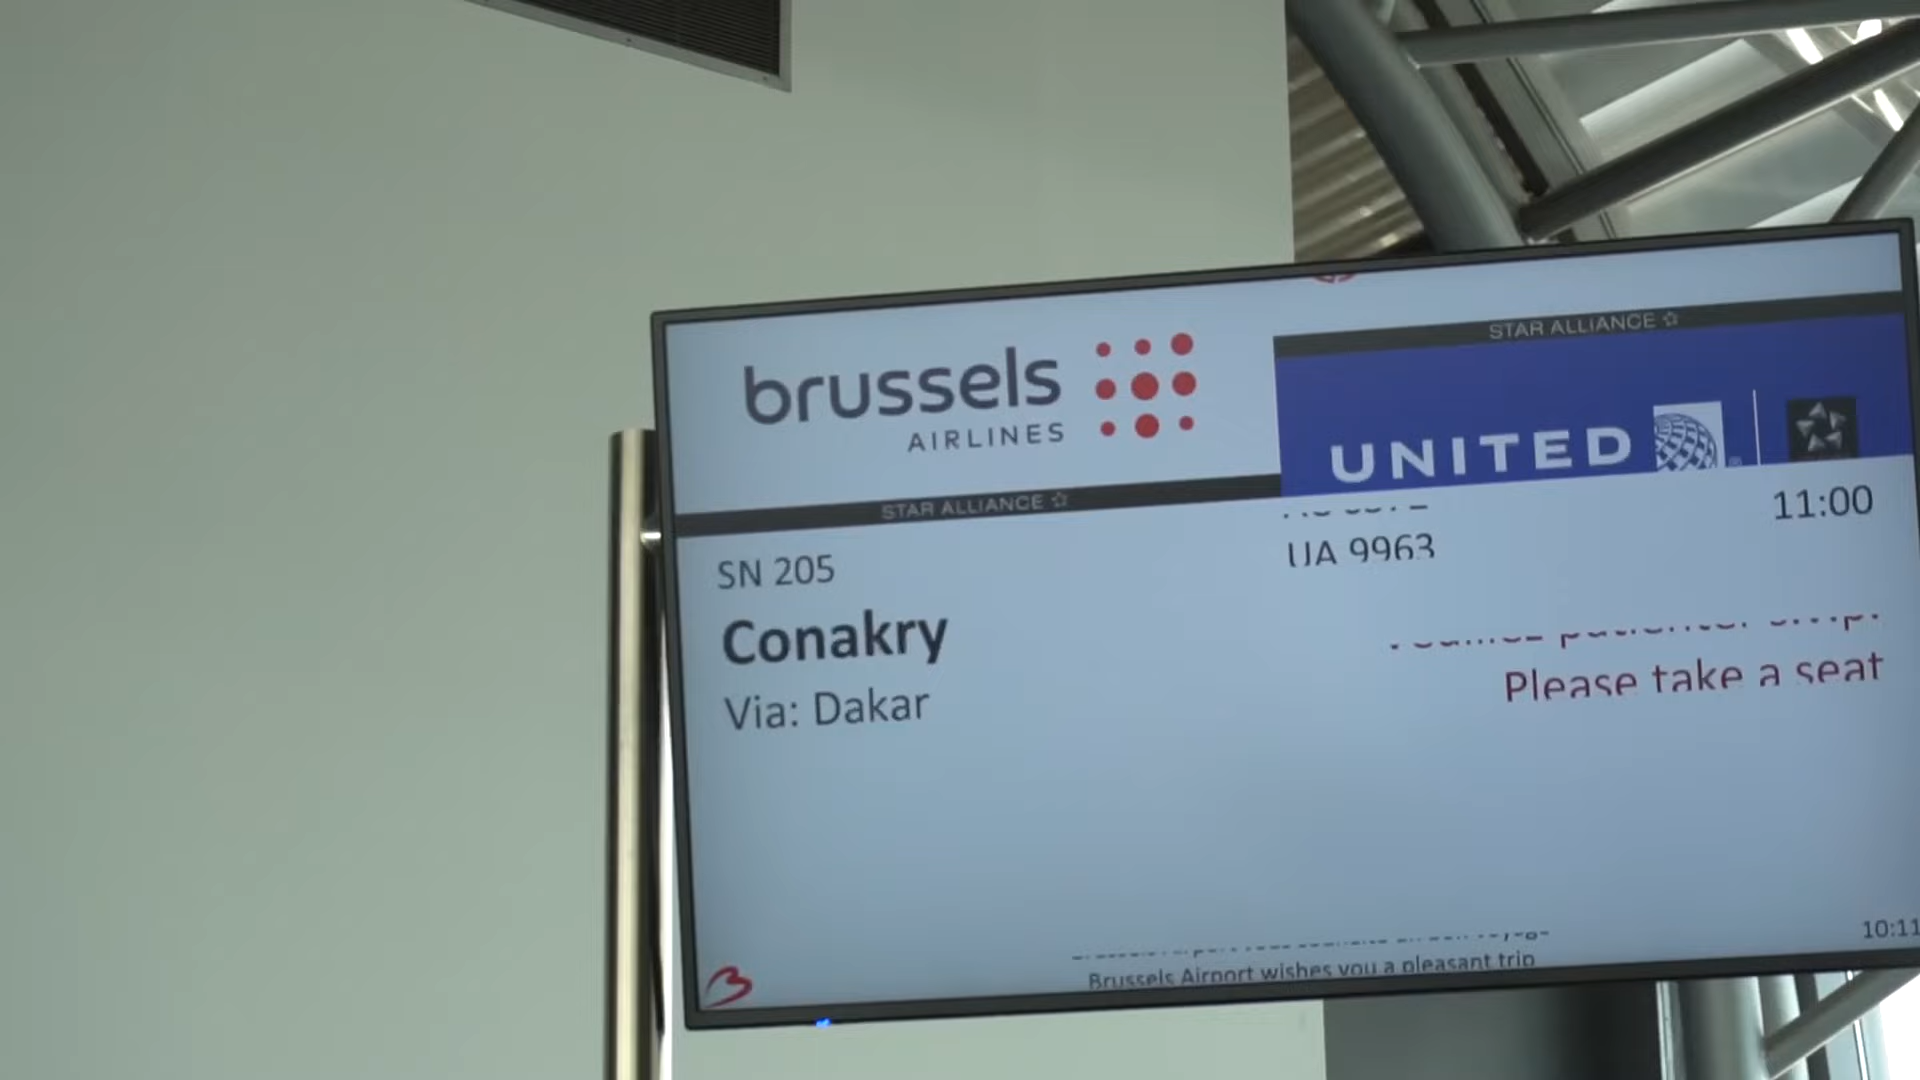 brussels
AIRLINES
STAR ALLIANCE
STAR ALLIANCE
UNITED
SN 205
UA 9963
11:00
Conakry
Via: Dakar
Please take a seat
Brussels Airport wishes you a pleasant trip
10:11